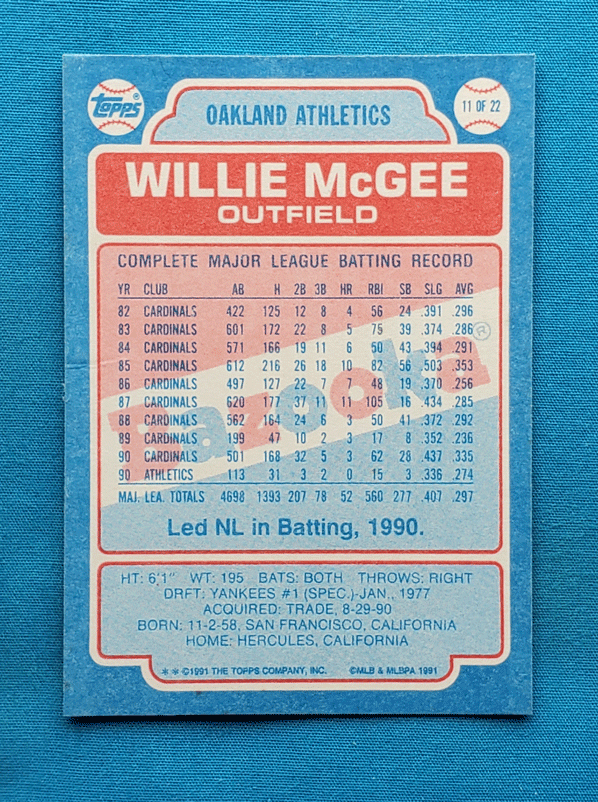 Topps®
OAKLAND ATHLETICS
11 OF 22
WILLIE McGEE
OUTFIELD
COMPLETE MAJOR LEAGUE BATTING RECORD
YR CLUB AB H 2B 3B HR RBI SB SLG AVG
82 CARDINALS 422 125 12 8 4 56 24 .391 .296
83 CARDINALS 601 172 22 8 5 75 39 .374 .286
84 CARDINALS 571 166 19 11 6 50 43 .394 .291
85 CARDINALS 612 216 26 18 10 82 56 .503 .353
86 CARDINALS 497 127 22 7 7 48 19 .370 .256
87 CARDINALS 620 177 37 11 11 105 16 .434 .285
88 CARDINALS 562 164 24 6 3 50 41 .372 .292
89 CARDINALS 199 47 10 2 3 17 8 .352 .236
90 CARDINALS 501 168 32 5 3 62 28 .437 .335
90 ATHLETICS 113 31 3 2 0 15 3 .336 .274
MAJ. LEA. TOTALS 4698 1393 207 78 52 560 277 .407 .297
Bazooka®
Led NL in Batting, 1990.
HT: 6'1" WT: 195 BATS: BOTH THROWS: RIGHT
DRFT: YANKEES #1 (SPEC.)-JAN., 1977
ACQUIRED: TRADE, 8-29-90
BORN: 11-2-58, SAN FRANCISCO, CALIFORNIA
HOME: HERCULES, CALIFORNIA
** ©1991 THE TOPPS COMPANY, INC. ©MLB & MLBPA 1991